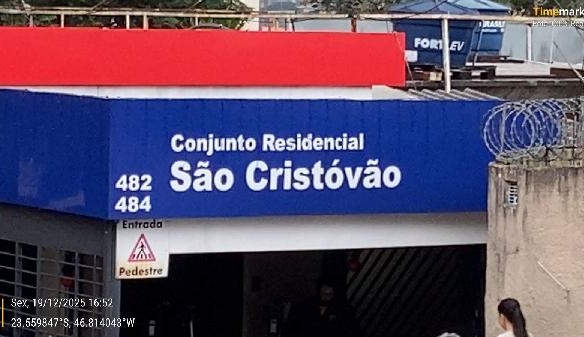 Timemark
FORTLEV
Conjunto Residencial
São Cristóvão
482
484
Entrada
Pedestre
Sex, 19/12/2025 16:52
23.559847°S, 46.814043°W